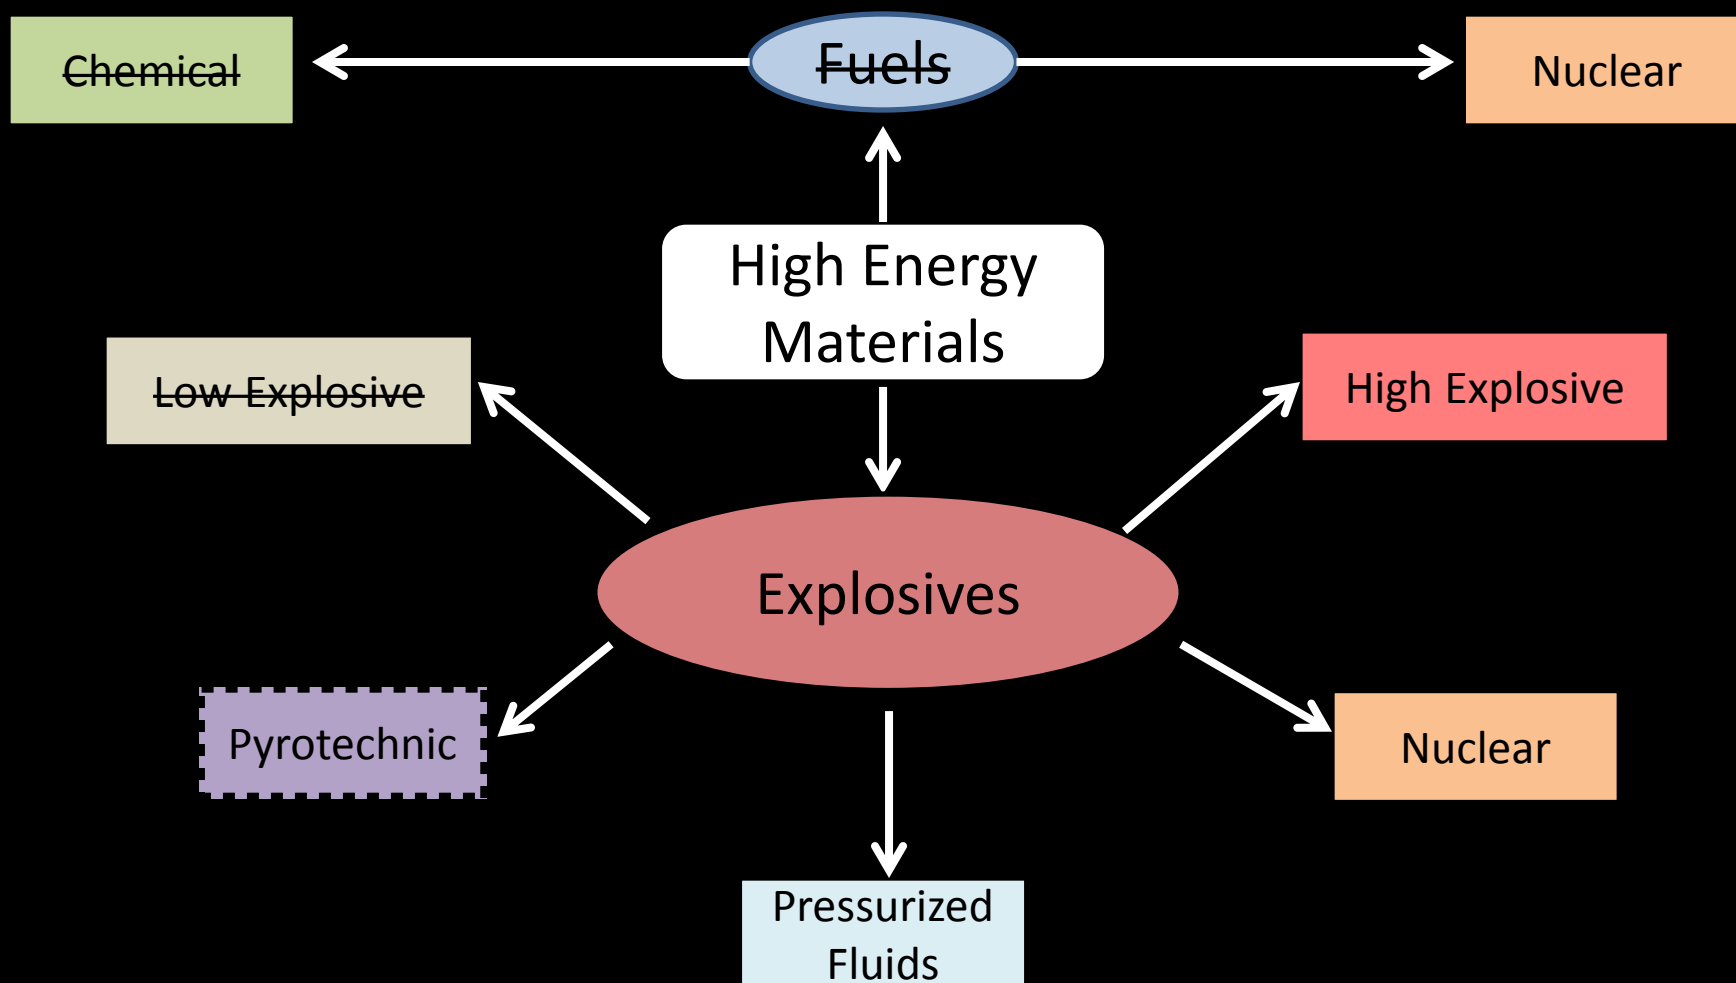 Chemical
Fuels
Nuclear
High Energy
Materials
Low Explosive
High Explosive
Explosives
Pyrotechnic
Nuclear
Pressurized
Fluids